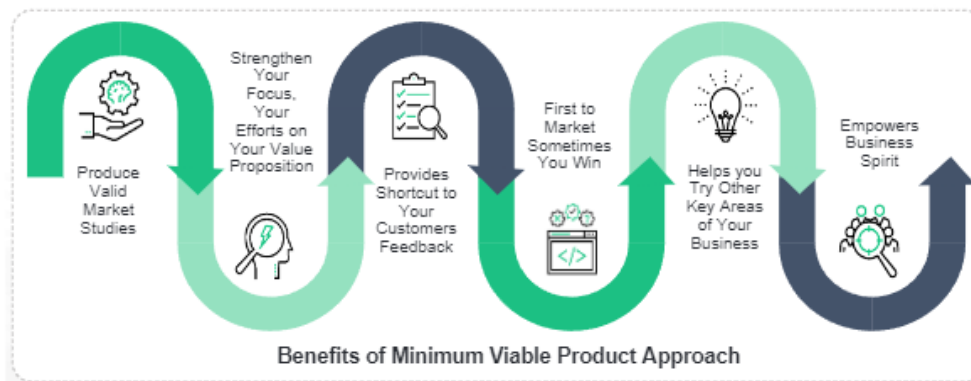 Produce
Valid
Market
Studies
Strengthen
Your
Focus,
Your
Efforts on
Your Value
Proposition
Provides
Shortcut to
Your
Customers
Feedback
First to
Market
Sometimes
You Win
</>
Helps you
Try Other
Key Areas
of Your
Business
Empowers
Business
Spirit
Benefits of Minimum Viable Product Approach